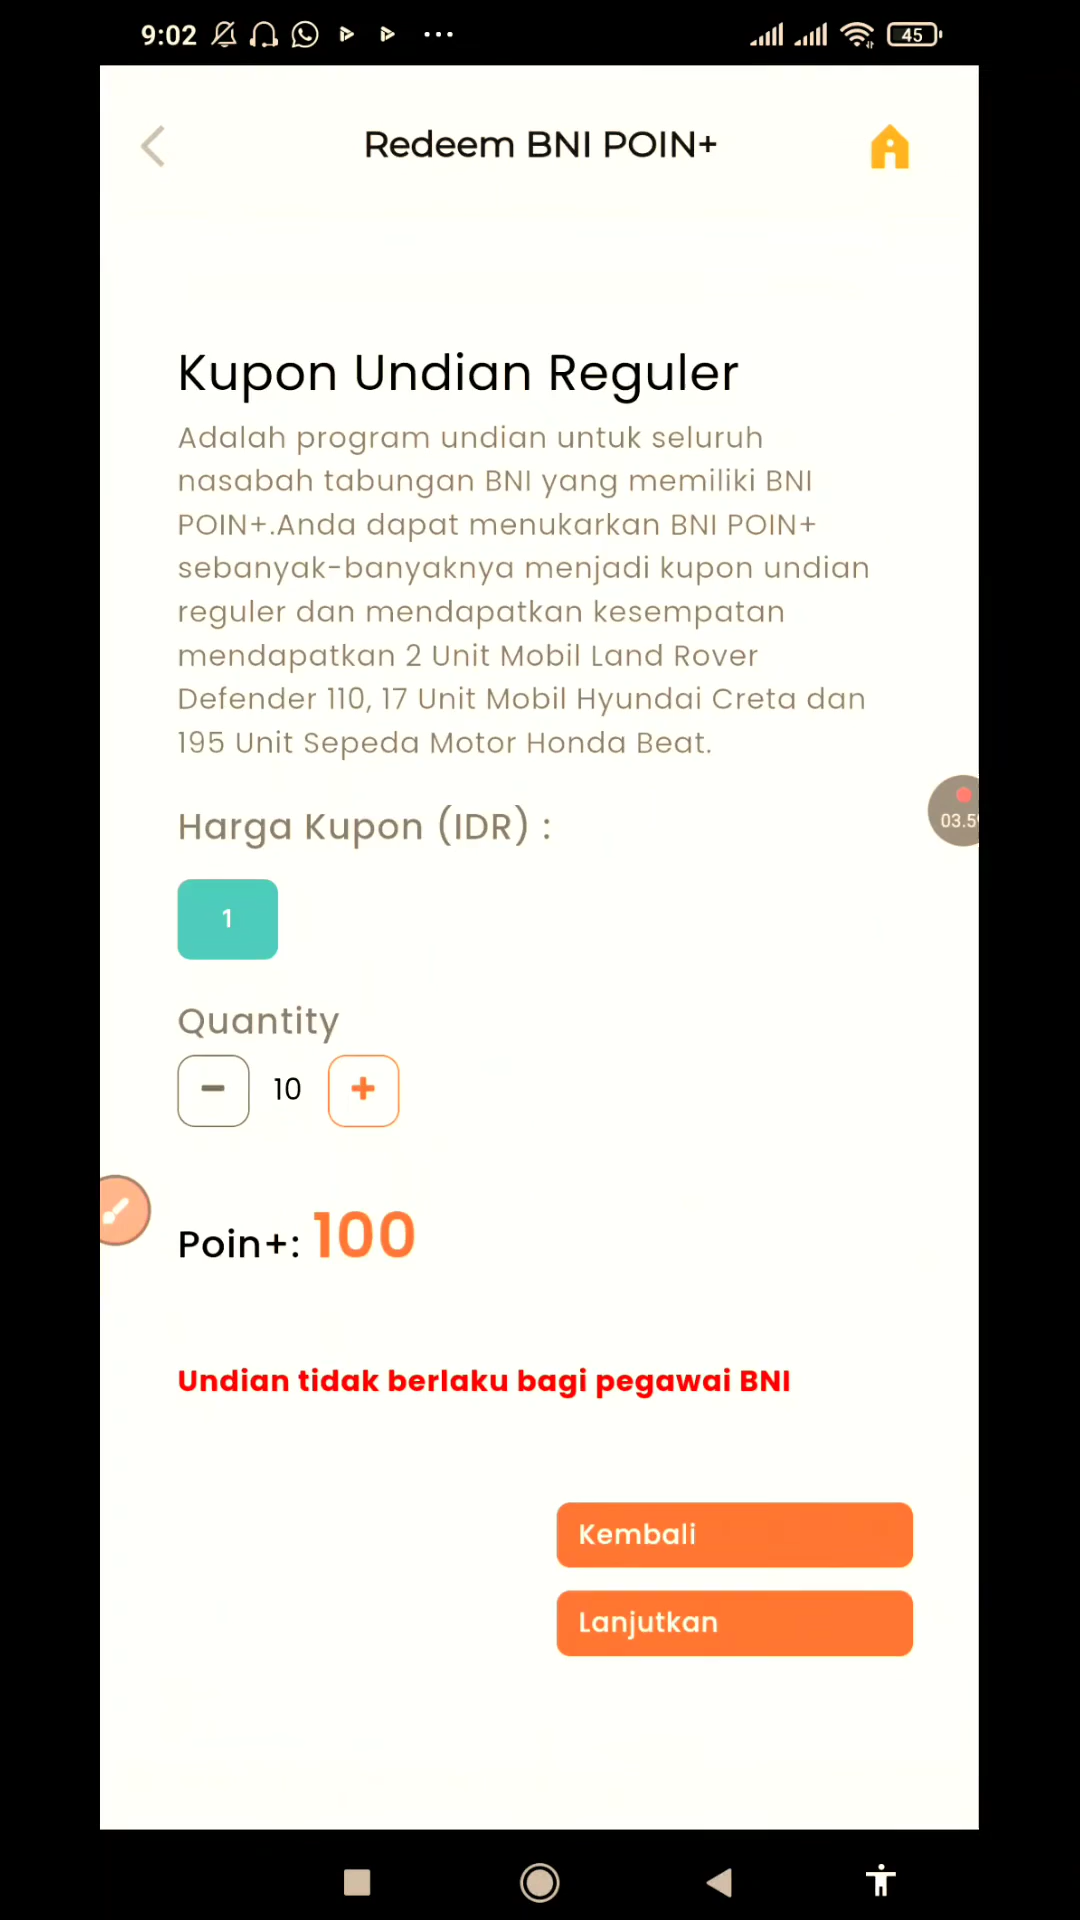 9:02
45
Redeem BNI POIN+
Kupon Undian Reguler
Adalah program undian untuk seluruh
nasabah tabungan BNI yang memiliki BNI
POIN+.Anda dapat menukarkan BNI POIN+
sebanyak-banyaknya menjadi kupon undian
reguler dan mendapatkan kesempatan
mendapatkan 2 Unit Mobil Land Rover
Defender 110, 17 Unit Mobil Hyundai Creta dan
195 Unit Sepeda Motor Honda Beat.
Harga Kupon (IDR) :
1
Quantity
10
Poin+: 100
Undian tidak berlaku bagi pegawai BNI
Kembali
Lanjutkan